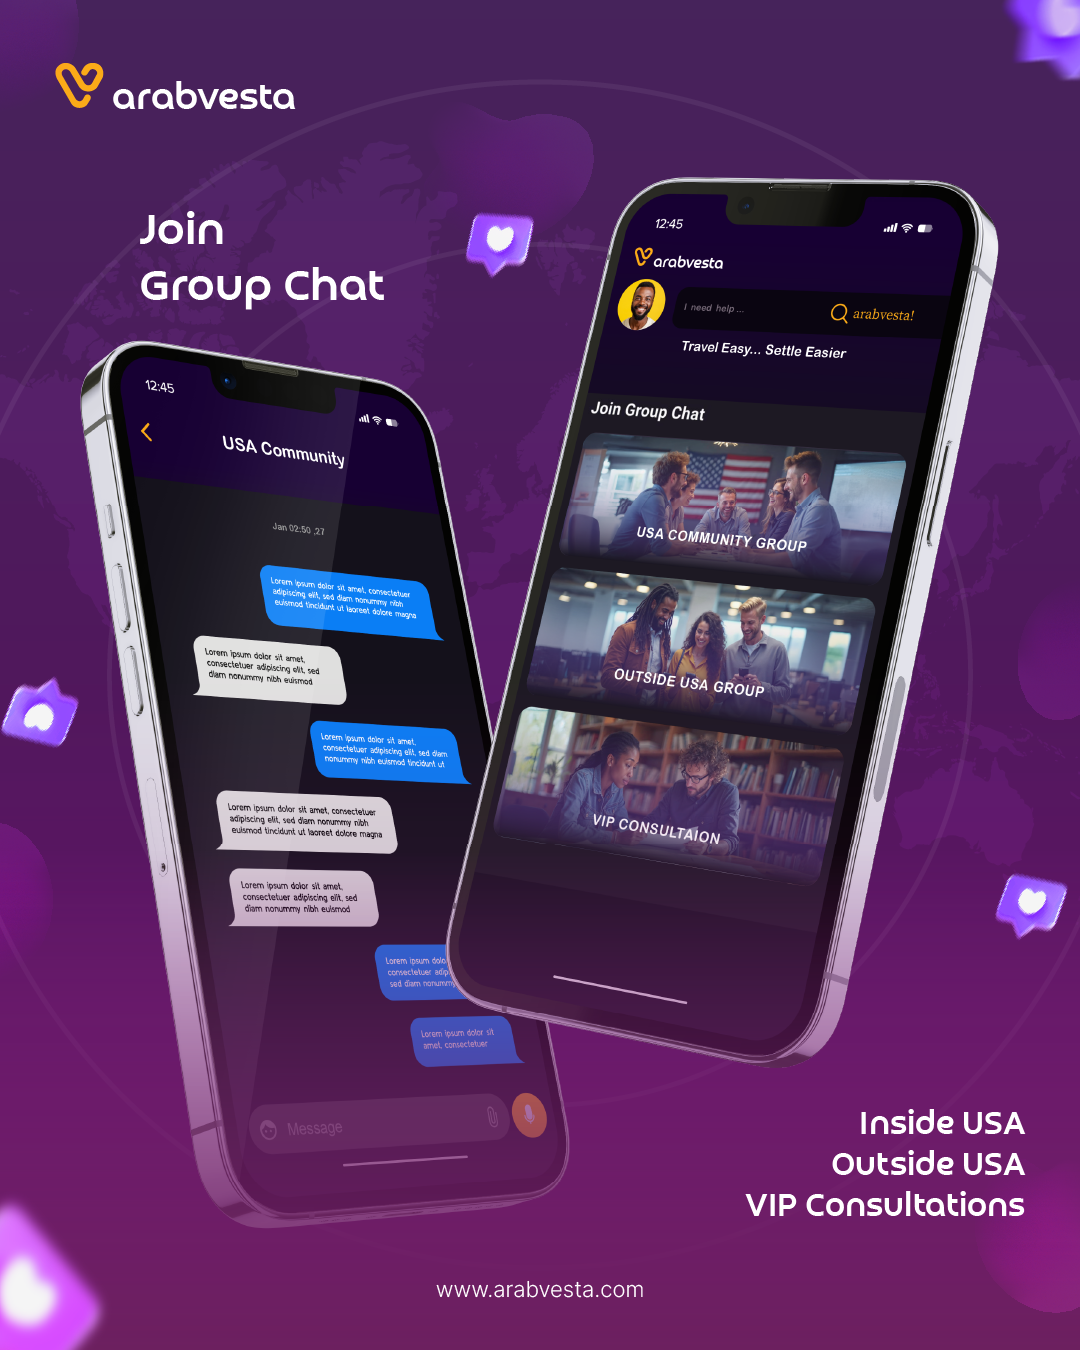 arabvesta
Join
Group Chat
12:45
USA Community
Jan 02:50 ,27
Lorem ipsum dolor sit amet, consectetuer
adipiscing elit, sed diam nonummy nibh
euismod tincidunt ut laoreet dolore magna
Lorem ipsum dolor sit amet,
consectetuer adipiscing elit, sed
diam nonummy nibh euismod
Lorem ipsum dolor sit amet,
consectetuer adipiscing elit, sed diam
nonummy nibh euismod tincidunt ut
Lorem ipsum dolor sit amet, consectetuer
adipiscing elit, sed diam nonummy nibh
euismod tincidunt ut laoreet dolore magna
Lorem ipsum dolor sit amet,
consectetuer adipiscing elit, sed
diam nonummy nibh euismod
Lorem ipsum dolo
consectetuer adip
sed diam nonummy
Lorem ipsum dolor sit
amet, consectetuer
Message
12:45
arabvesta
i need help ...
arabvesta!
Travel Easy... Settle Easier
Join Group Chat
USA COMMUNITY GROUP
OUTSIDE USA GROUP
VIP CONSULTAION
Inside USA
Outside USA
VIP Consultations
www.arabvesta.com